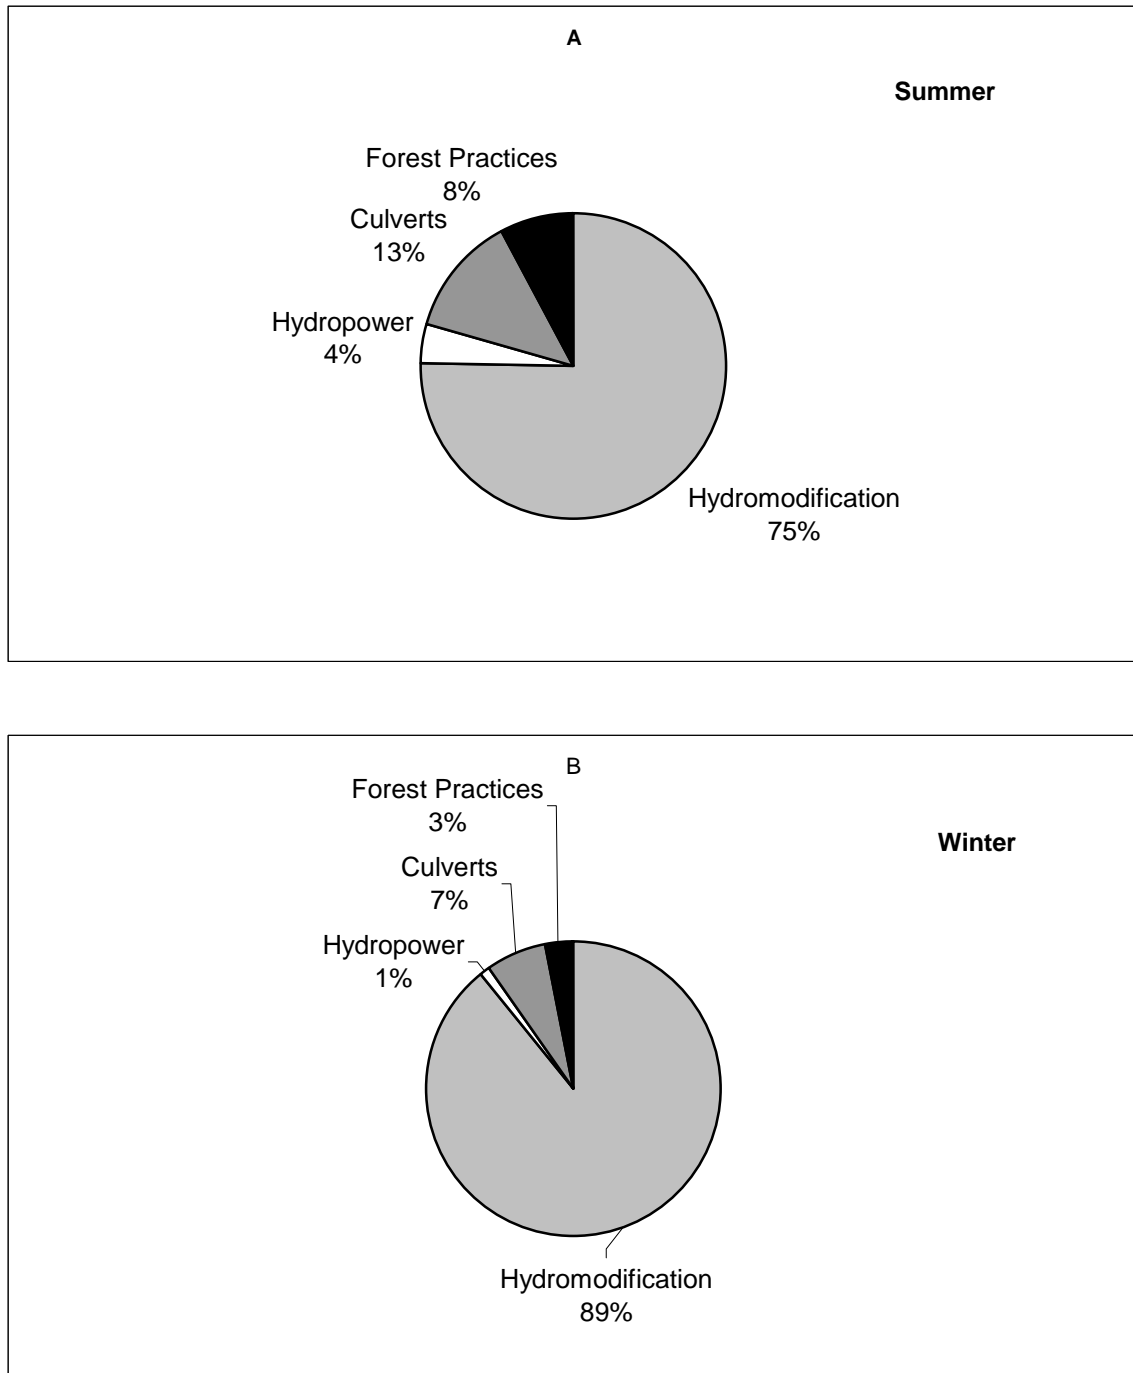 A
Summer
Forest Practices
8%
Culverts
13%
Hydropower
4%
Hydromodification
75%
B
Forest Practices
3%
Winter
Culverts
7%
Hydropower
1%
Hydromodification
89%